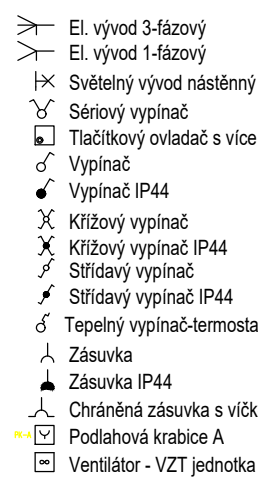 El. vývod 3-fázový
El. vývod 1-fázový
Světelný vývod nástěnný
Sériový vypínač
Tlačítkový ovladač s více
Vypínač
Vypínač IP44
Křížový vypínač
Křížový vypínač IP44
Střídavý vypínač
Střídavý vypínač IP44
Tepelný vypínač-termosta
Zásuvka
Zásuvka IP44
Chráněná zásuvka s víčk
PK-A Podlahová krabice A
Ventilátor - VZT jednotka